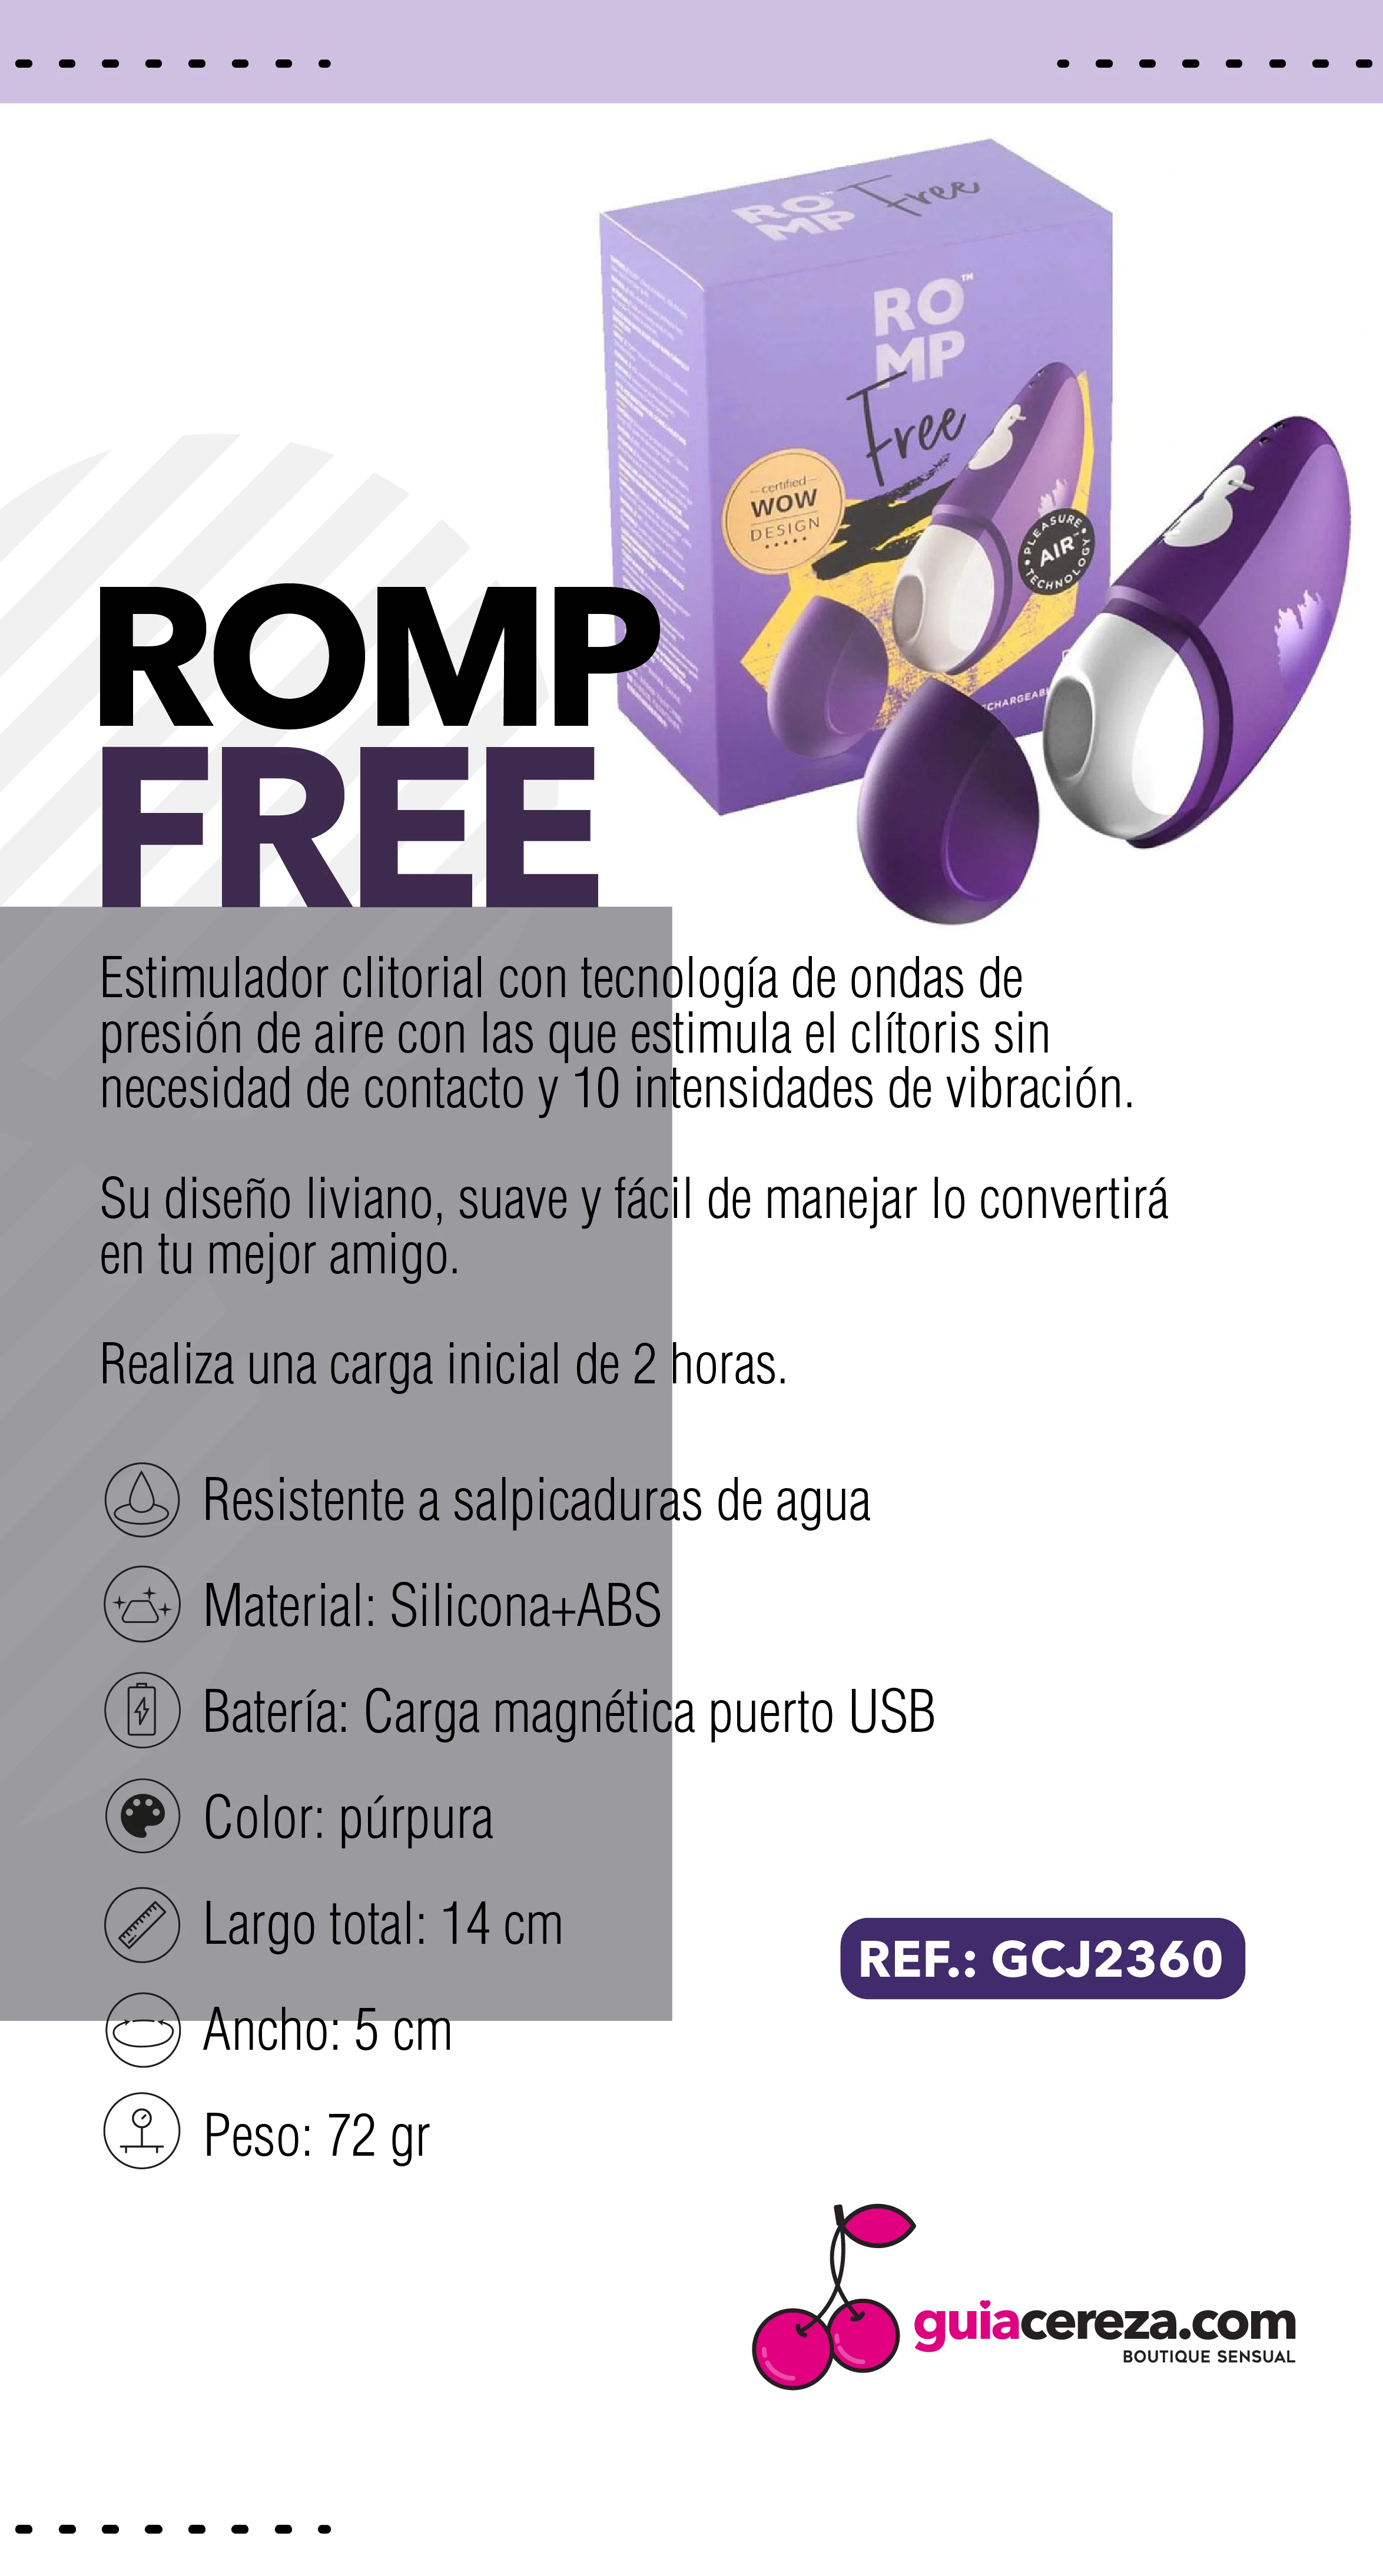 RO
MP™ Free
RO
MP™
Free
certified
WOW
DESIGN
PLEASURE
AIR
TECHNOLOGY
ROMP
FREE
Estimulador clitorial con tecnología de ondas de
presión de aire con las que estimula el clítoris sin
necesidad de contacto y 10 intensidades de vibración.
Su diseño liviano, suave y fácil de manejar lo convertirá
en tu mejor amigo.
Realiza una carga inicial de 2 horas.
Resistente a salpicaduras de agua
Material: Silicona+ABS
Batería: Carga magnética puerto USB
Color: púrpura
Largo total: 14 cm
REF.: GCJ2360
Ancho: 5 cm
Peso: 72 gr
guiacereza.com
BOUTIQUE SENSUAL